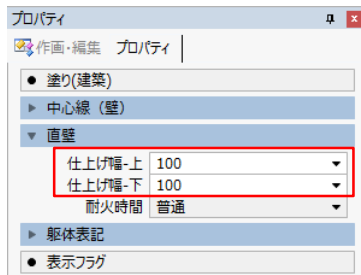 プロパティ
作画・編集 プロパティ
● 塗り(建築)
▶ 中心線（壁）
▼ 直壁
仕上げ幅-上 100
仕上げ幅-下 100
耐火時間 普通
▶ 躯体表記
● 表示フラグ